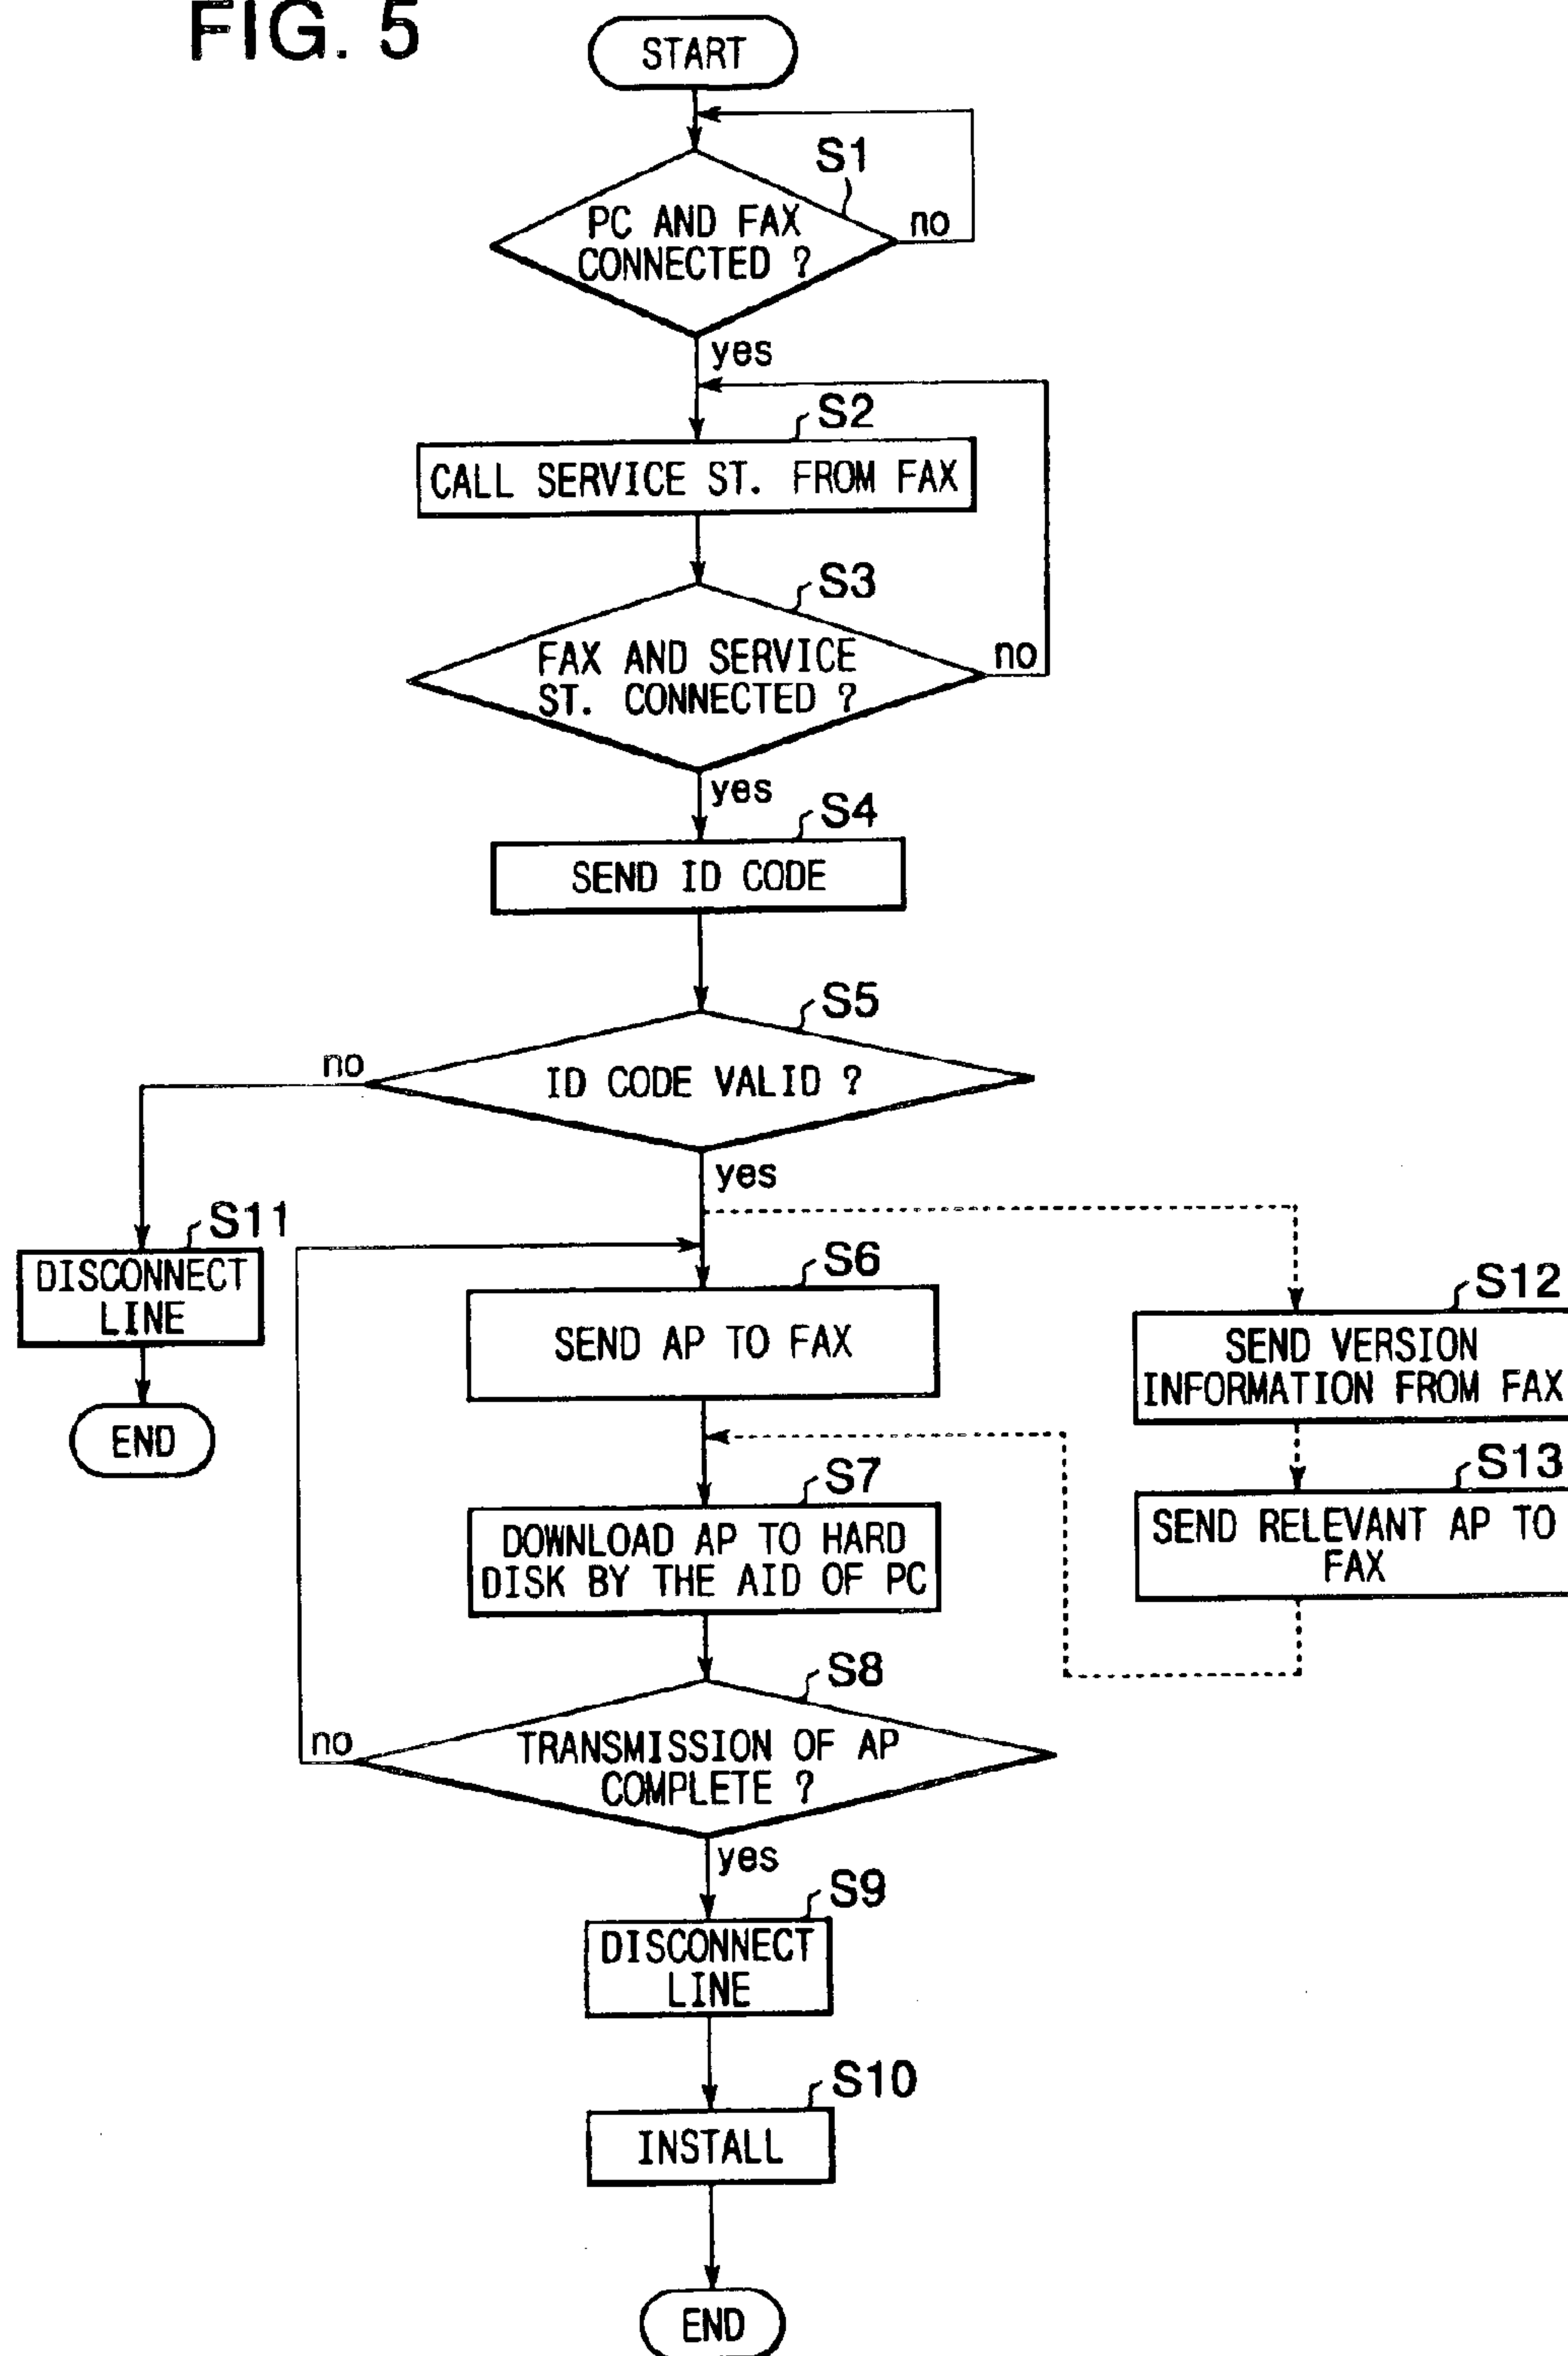 FIG. 5
START
S1
PC AND FAX
CONNECTED ?
no
yes
S2
CALL SERVICE ST. FROM FAX
S3
FAX AND SERVICE
ST. CONNECTED ?
no
yes
S4
SEND ID CODE
S5
ID CODE VALID ?
no
yes
S11
DISCONNECT
LINE
END
S6
SEND AP TO FAX
S12
SEND VERSION
INFORMATION FROM FAX
S13
SEND RELEVANT AP TO
FAX
S7
DOWNLOAD AP TO HARD
DISK BY THE AID OF PC
S8
TRANSMISSION OF AP
COMPLETE ?
no
yes
S9
DISCONNECT
LINE
S10
INSTALL
END